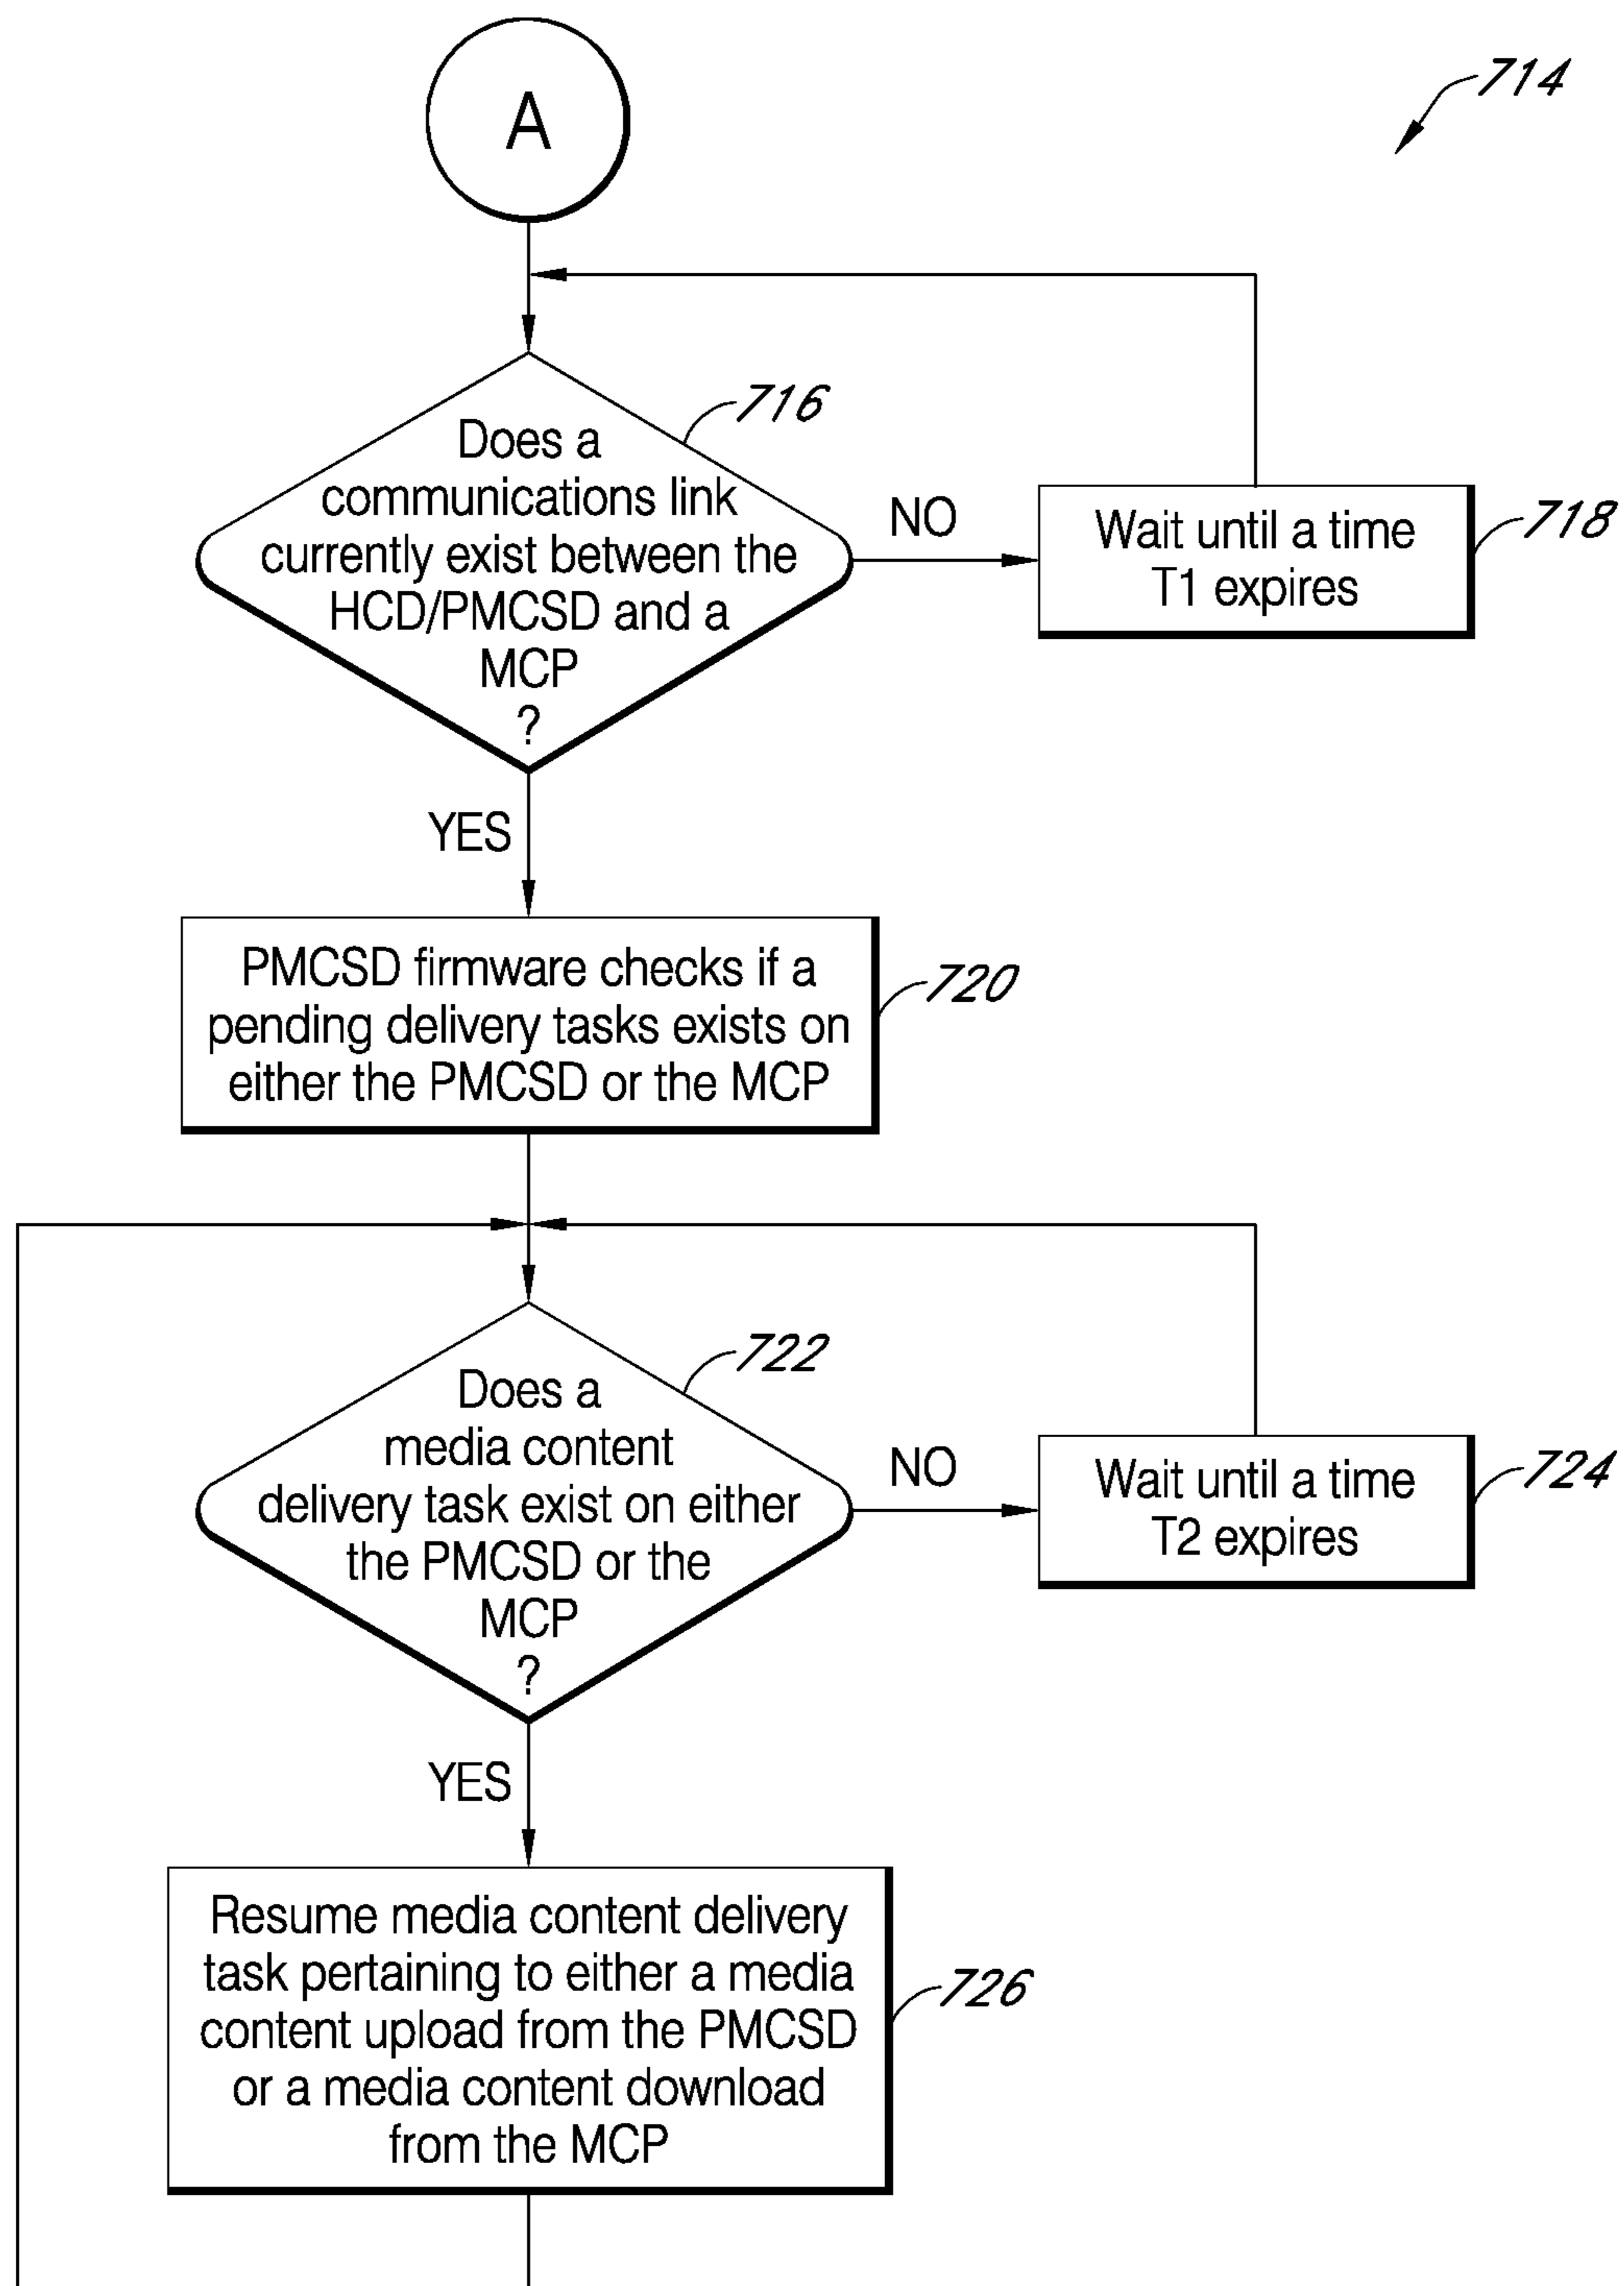 A
714
Does a
communications link
currently exist between the
HCD/PMCSD and a
MCP
?
716
NO
Wait until a time
T1 expires
718
YES
PMCSD firmware checks if a
pending delivery tasks exists on
either the PMCSD or the MCP
720
Does a
media content
delivery task exist on either
the PMCSD or the
MCP
?
722
NO
Wait until a time
T2 expires
724
YES
Resume media content delivery
task pertaining to either a media
content upload from the PMCSD
or a media content download
from the MCP
726